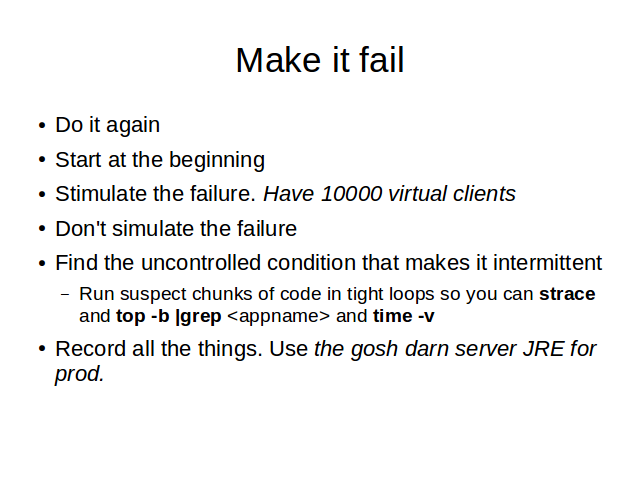 Make it fail
• Do it again
• Start at the beginning
• Stimulate the failure. Have 10000 virtual clients
• Don't simulate the failure
• Find the uncontrolled condition that makes it intermittent
– Run suspect chunks of code in tight loops so you can strace
and top -b |grep <appname> and time -v
• Record all the things. Use the gosh darn server JRE for
prod.